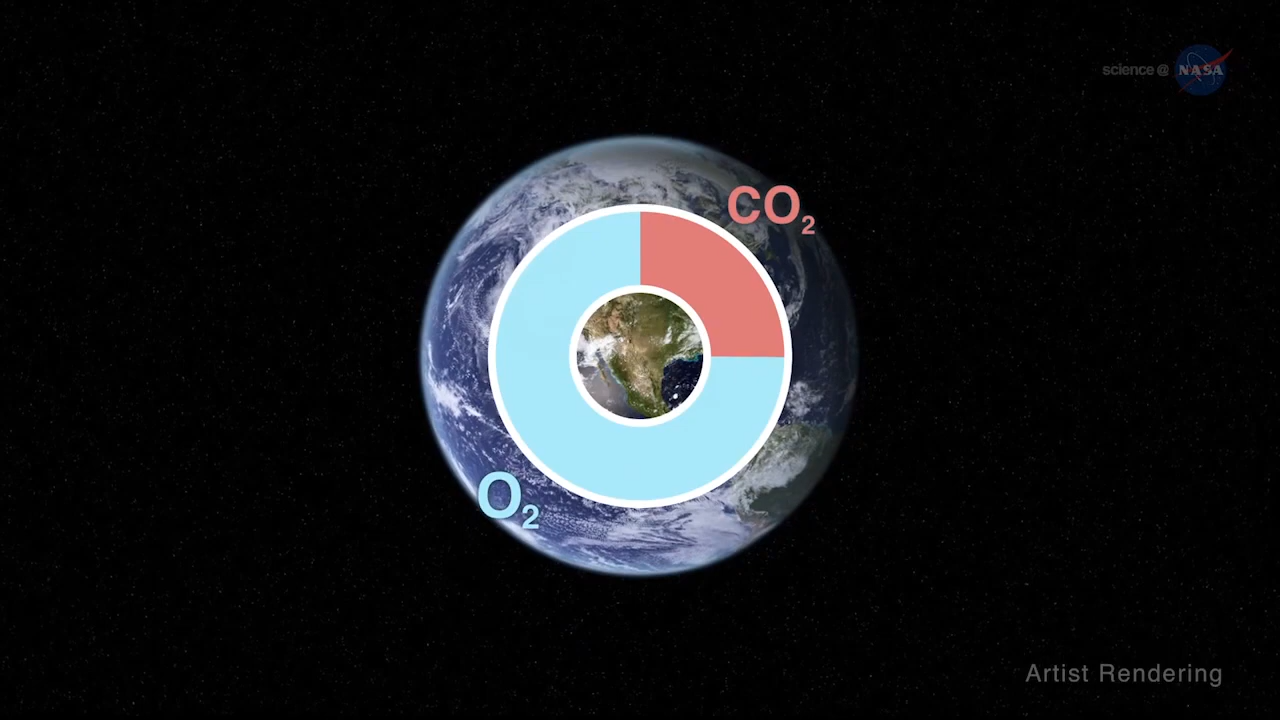 science @ NASA
CO₂
O₂
Artist Rendering